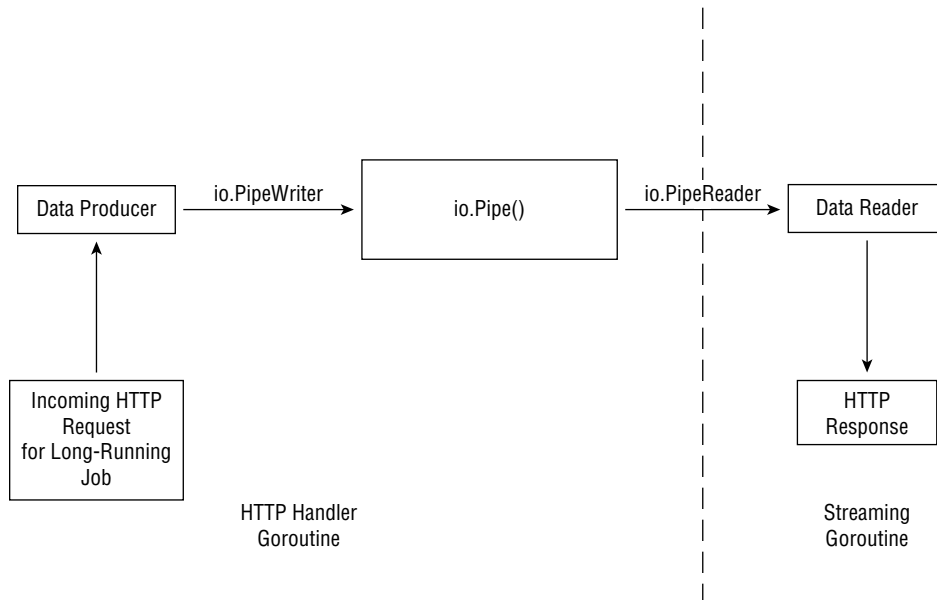 io.PipeWriter
io.PipeReader
Data Producer
io.Pipe()
Data Reader
Incoming HTTP
Request
for Long-Running
Job
HTTP
Response
HTTP Handler
Goroutine
Streaming
Goroutine